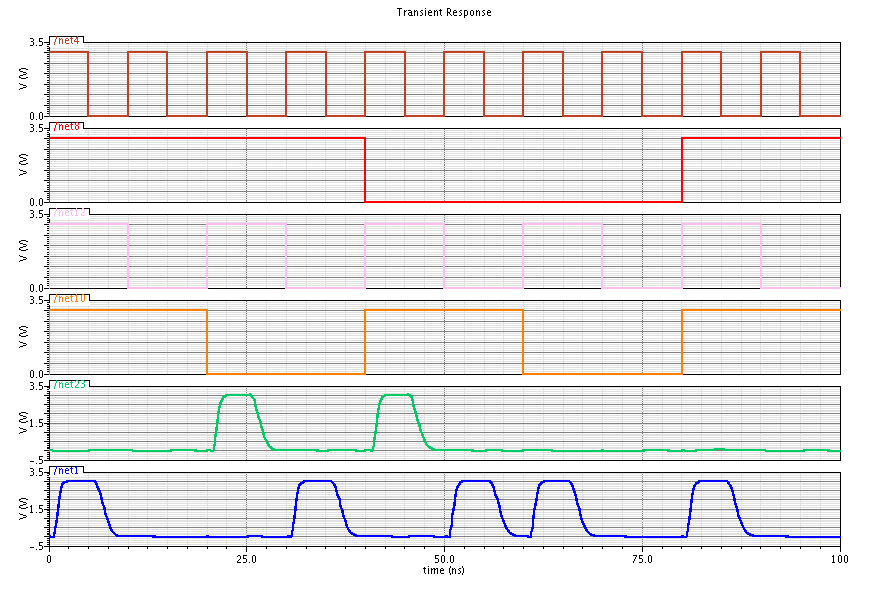 Transient Response
/net4
3.5
V (V)
0.0
/net8
3.5
V (V)
0.0
/net12
3.5
V (V)
0.0
/net10
3.5
V (V)
0.0
/net23
3.5
V (V)
1.5
-.5
/net1
3.5
V (V)
1.5
-.5
0 25.0 50.0 75.0 100
time (ns)